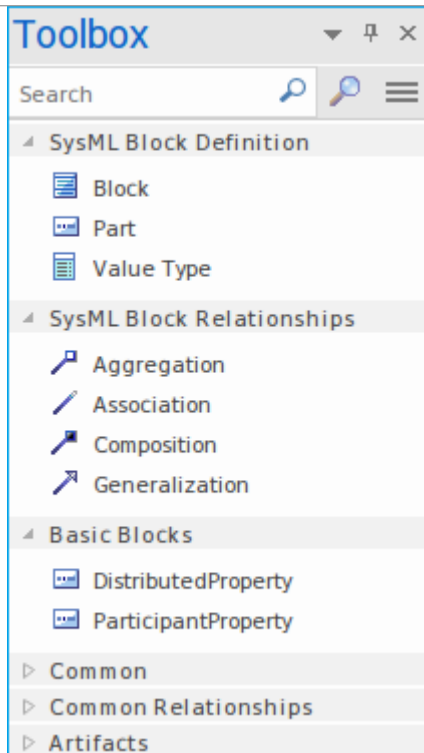 Toolbox
Search
SysML Block Definition
Block
Part
Value Type
SysML Block Relationships
Aggregation
Association
Composition
Generalization
Basic Blocks
DistributedProperty
ParticipantProperty
Common
Common Relationships
Artifacts